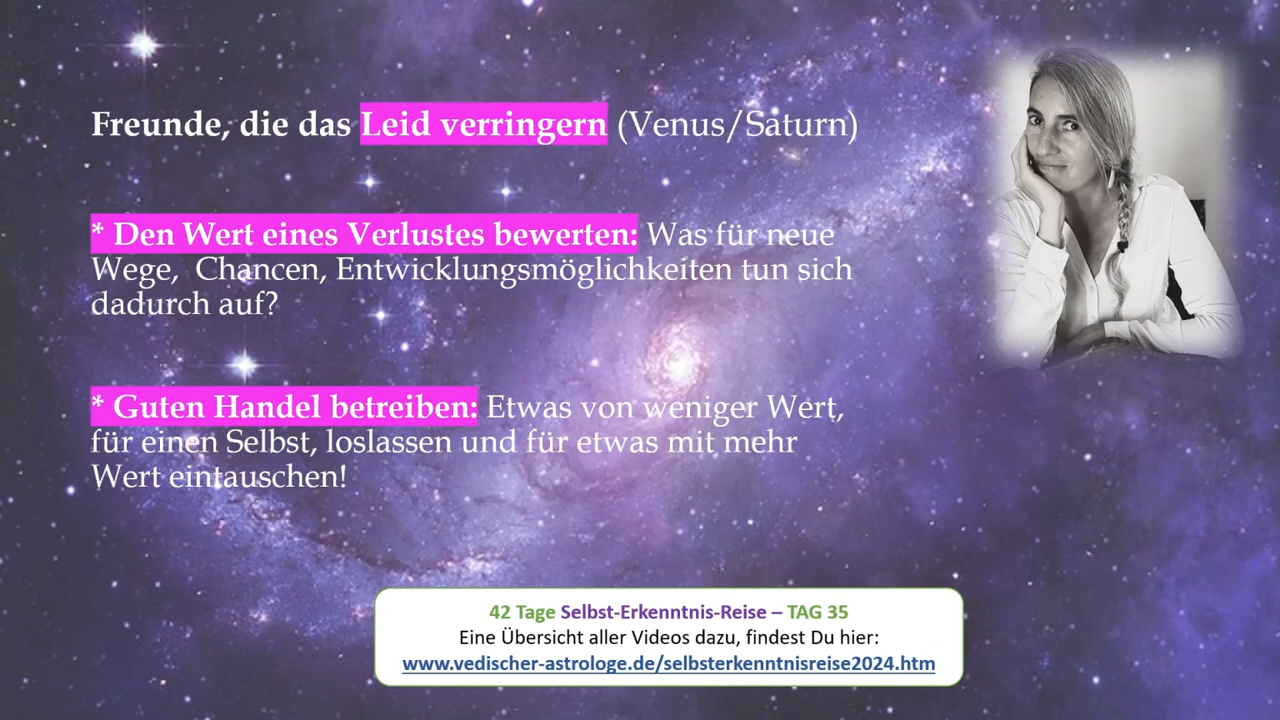 Freunde, die das Leid verringern (Venus/Saturn)
* Den Wert eines Verlustes bewerten: Was für neue
Wege, Chancen, Entwicklungsmöglichkeiten tun sich
dadurch auf?
* Guten Handel betreiben: Etwas von weniger Wert,
für einen Selbst, loslassen und für etwas mit mehr
Wert eintauschen!
42 Tage Selbst-Erkenntnis-Reise – TAG 35
Eine Übersicht aller Videos dazu, findest Du hier:
www.vedischer-astrologe.de/selbsterkenntnisreise2024.htm